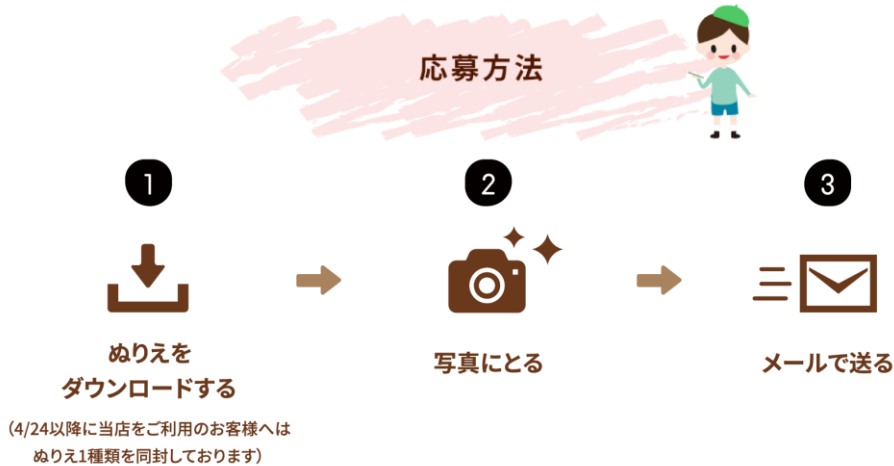 応募方法
1
2
3
ぬりえを
ダウンロードする
(4/24以降に当店をご利用のお客様へは
ぬりえ1種類を同封しております)
写真にとる
メールで送る